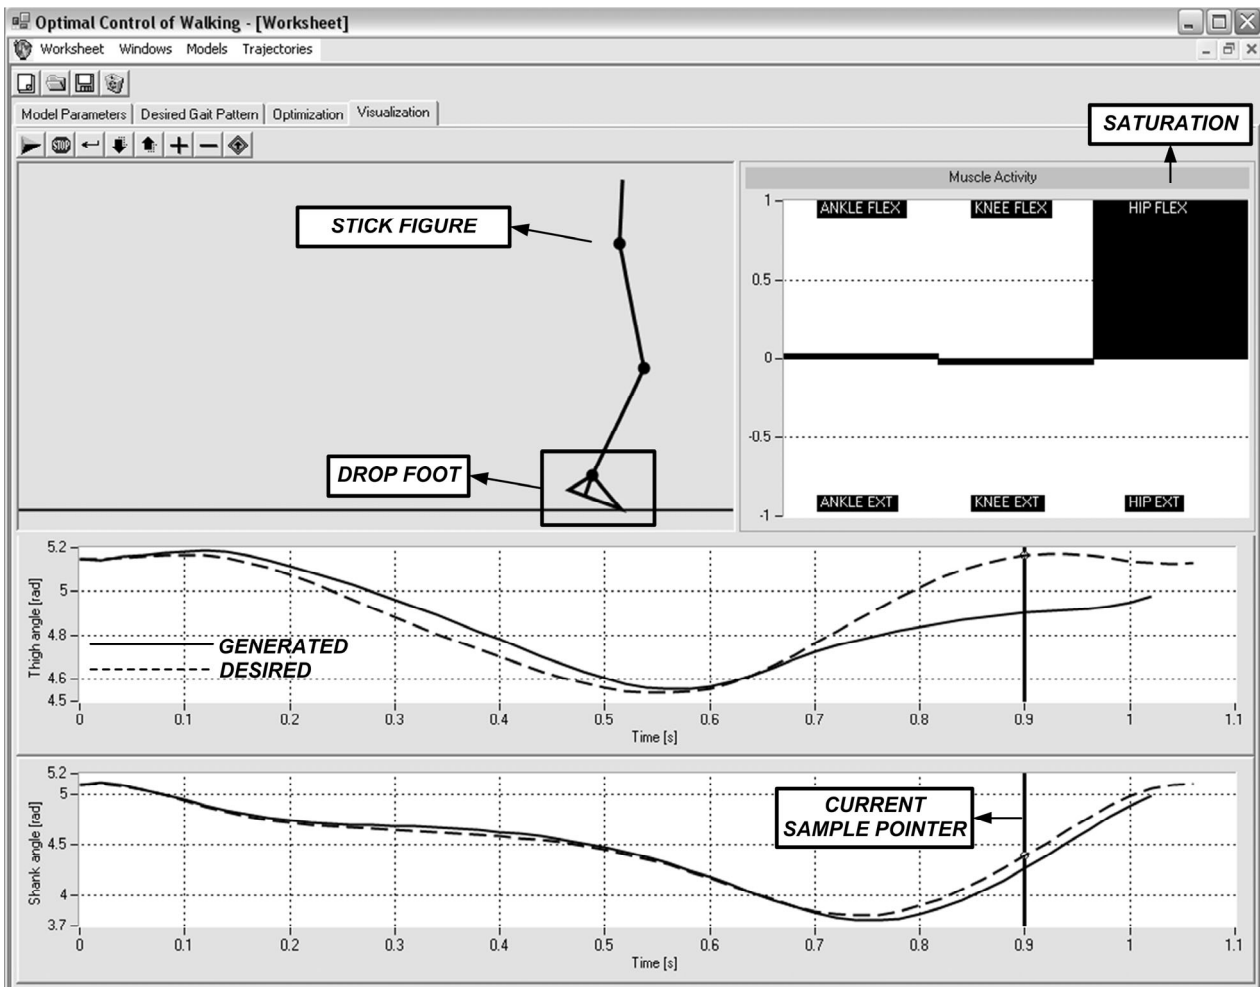 Optimal Control of Walking - [Worksheet]
Worksheet Windows Models Trajectories
Model Parameters Desired Gait Pattern Optimization Visualization
STOP
SATURATION
STICK FIGURE
DROP FOOT
Muscle Activity
1
0.5
0
-0.5
-1
ANKLE FLEX KNEE FLEX HIP FLEX
ANKLE EXT KNEE EXT HIP EXT
Thigh angle [rad]
5.2
5
4.8
4.6
4.5
GENERATED
DESIRED
0 0.1 0.2 0.3 0.4 0.5 0.6 0.7 0.8 0.9 1 1.1
Time [s]
Shank angle [rad]
5.2
5
4.5
4
3.7
CURRENT
SAMPLE POINTER
0 0.1 0.2 0.3 0.4 0.5 0.6 0.7 0.8 0.9 1 1.1
Time [s]